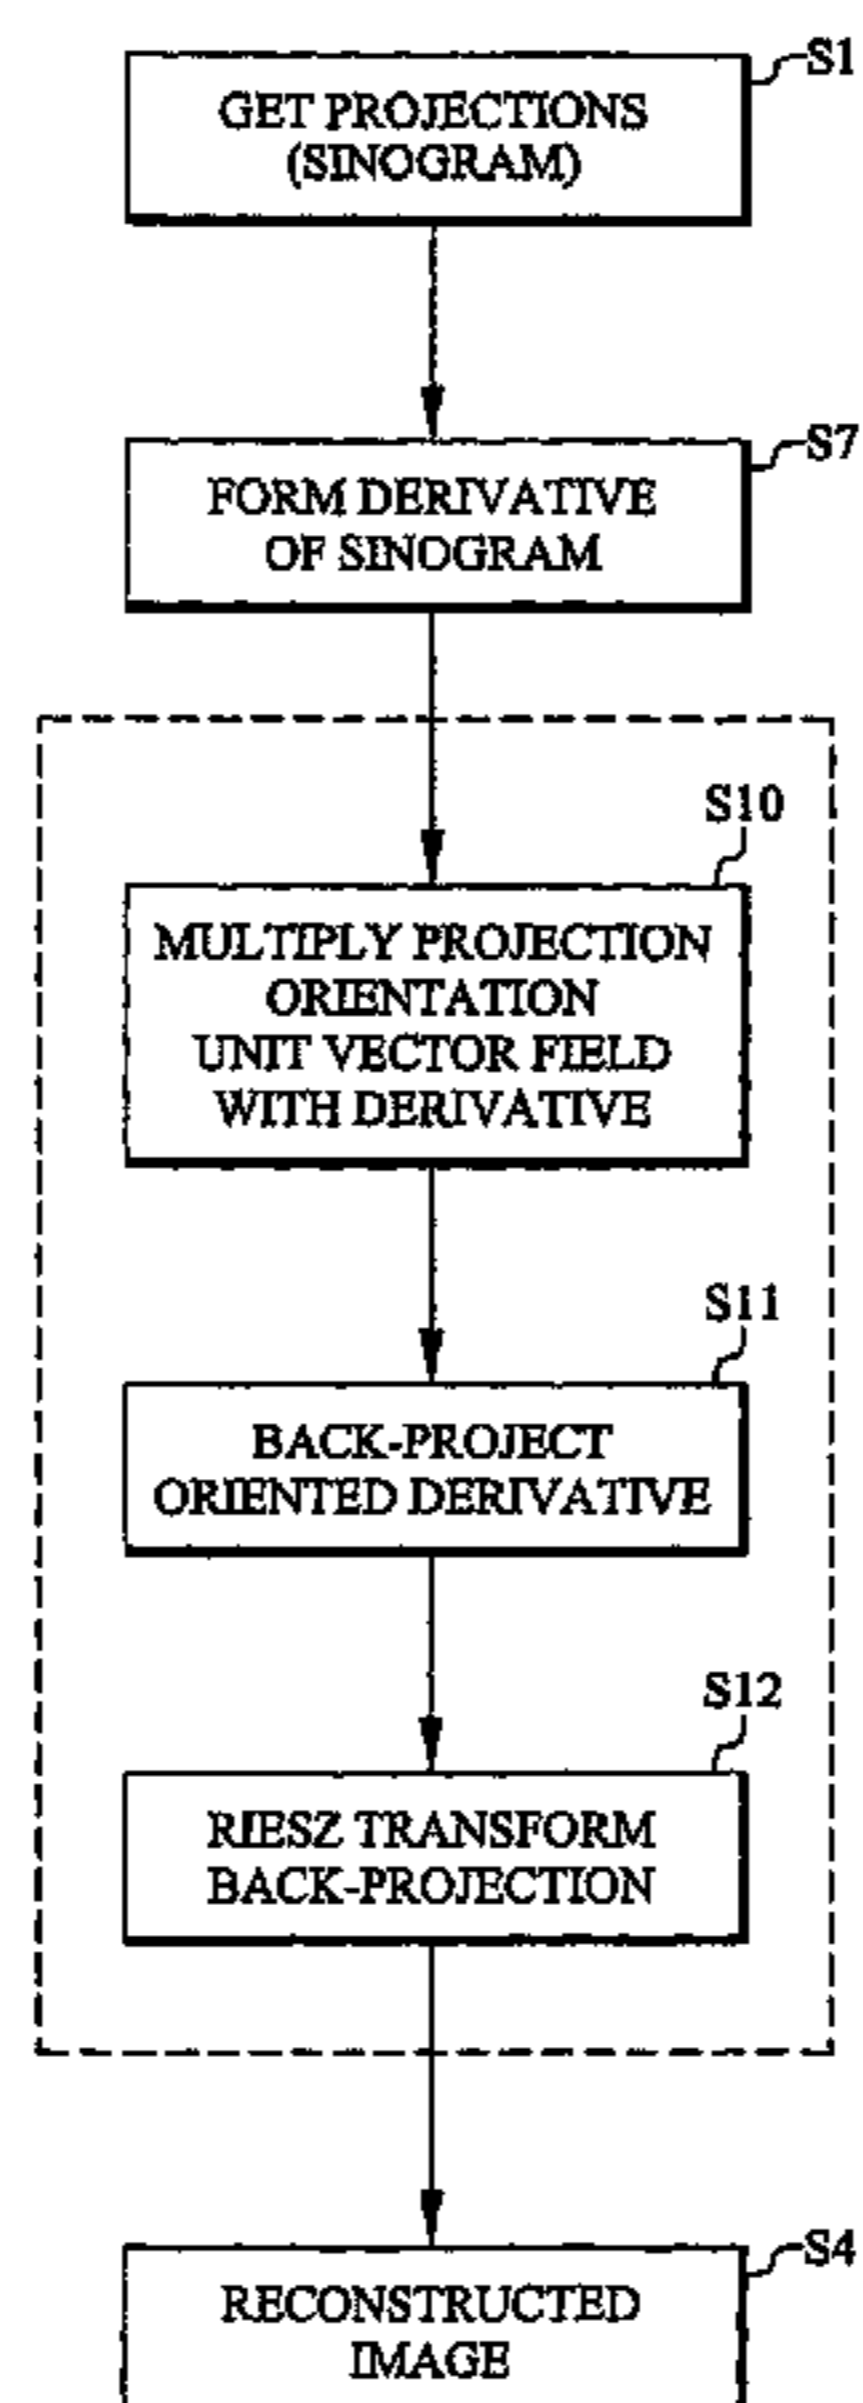 S1
GET PROJECTIONS
(SINOGRAM)
S7
FORM DERIVATIVE
OF SINOGRAM
S10
MULTIPLY PROJECTION
ORIENTATION
UNIT VECTOR FIELD
WITH DERIVATIVE
S11
BACK-PROJECT
ORIENTED DERIVATIVE
S12
RIESZ TRANSFORM
BACK-PROJECTION
S4
RECONSTRUCTED
IMAGE